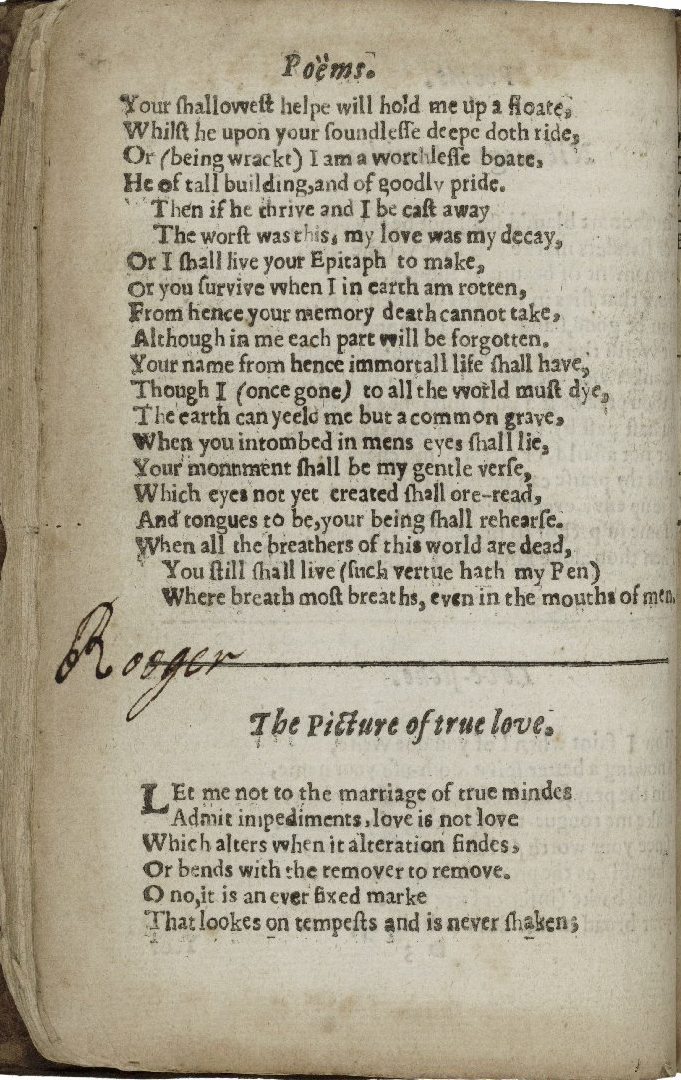 Poëms.
Your shallowest helpe will hold me up a floate,
Whilst he upon your soundlesse deepe doth ride,
Or (being wrackt) I am a worthlesse boate,
He of tall building, and of goodly pride.
Then if he thrive and I be cast away
The worst was this, my love was my decay,
Or I shall live your Epitaph to make,
Or you survive when I in earth am rotten,
From hence your memory death cannot take,
Although in me each part will be forgotten.
Your name from hence immortall life shall have,
Though I (once gone) to all the world must dye,
The earth can yeeld me but a common grave,
When you intombed in mens eyes shall lie,
Your monnment shall be my gentle verse,
Which eyes not yet created shall ore-read,
And tongues to be, your being shall rehearse.
When all the breathers of this world are dead,
You still shall live (such vertue hath my Pen)
Where breath most breaths, even in the mouths of men.
Roeger
The Picture of true love.
LEt me not to the marriage of true mindes
Admit impediments, love is not love
Which alters when it alteration findes,
Or bends with the remover to remove.
O no, it is an ever fixed marke
That lookes on tempests and is never shaken;